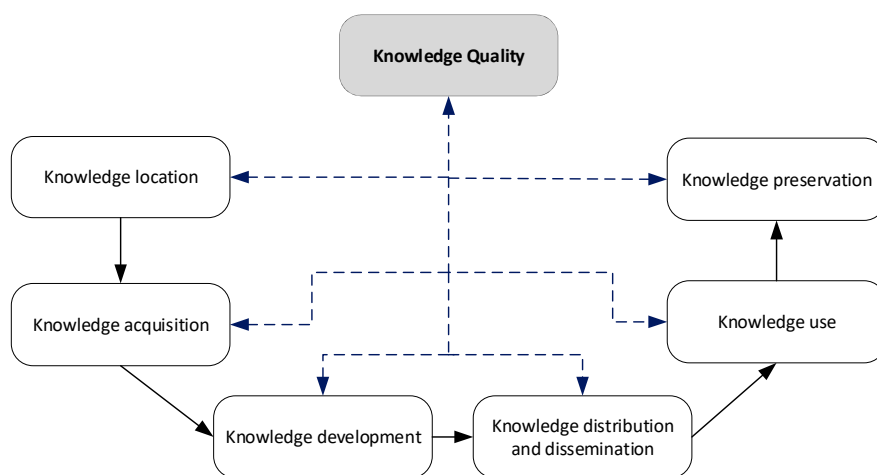 Knowledge Quality
Knowledge location
Knowledge preservation
Knowledge acquisition
Knowledge use
Knowledge development
Knowledge distribution
and dissemination